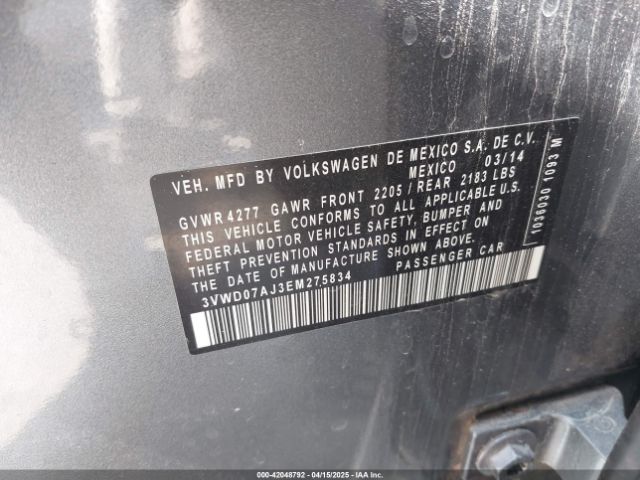 VEH. MFD BY VOLKSWAGEN DE MEXICO S.A. DE C.V.
MEXICO 03/14
GVWR 4277 GAWR FRONT 2205 / REAR 2183 LBS
THIS VEHICLE CONFORMS TO ALL APPLICABLE U.S.
FEDERAL MOTOR VEHICLE SAFETY, BUMPER AND
THEFT PREVENTION STANDARDS IN EFFECT ON
THE DATE OF MANUFACTURE SHOWN ABOVE.
3VWD07AJ3EM275834 PASSENGER CAR
1036030 1093 M
000-42048792 - 04/15/2025 - IAA Inc.